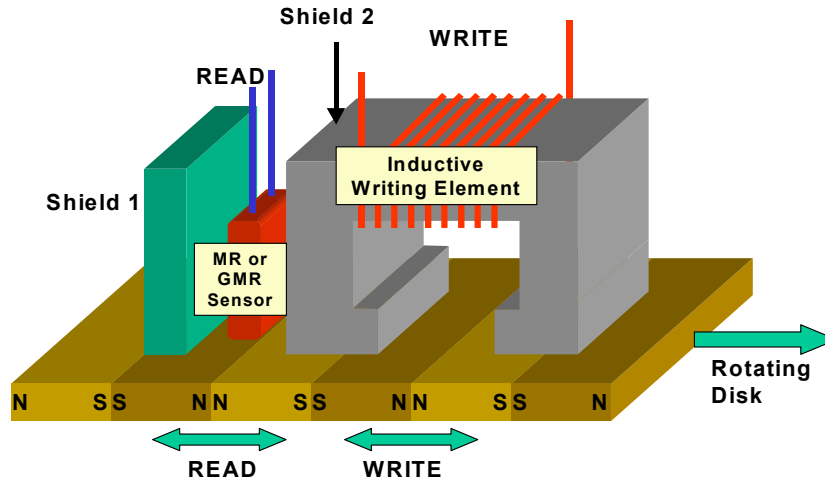 Shield 2
WRITE
READ
Inductive
Writing Element
Shield 1
MR or
GMR
Sensor
Rotating
Disk
N S S N N S S N N S S N
READ
WRITE